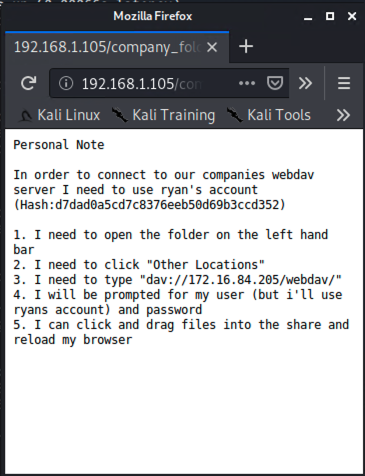 Mozilla Firefox
192.168.1.105/company_fol
192.168.1.105/con
Kali Linux Kali Training Kali Tools
Personal Note
In order to connect to our companies webdav
server I need to use ryan's account
(Hash:d7dad0a5cd7c8376eeb50d69b3ccd352)
1. I need to open the folder on the left hand
bar
2. I need to click "Other Locations"
3. I need to type "dav://172.16.84.205/webdav/"
4. I will be prompted for my user (but i'll use
ryans account) and password
5. I can click and drag files into the share and
reload my browser